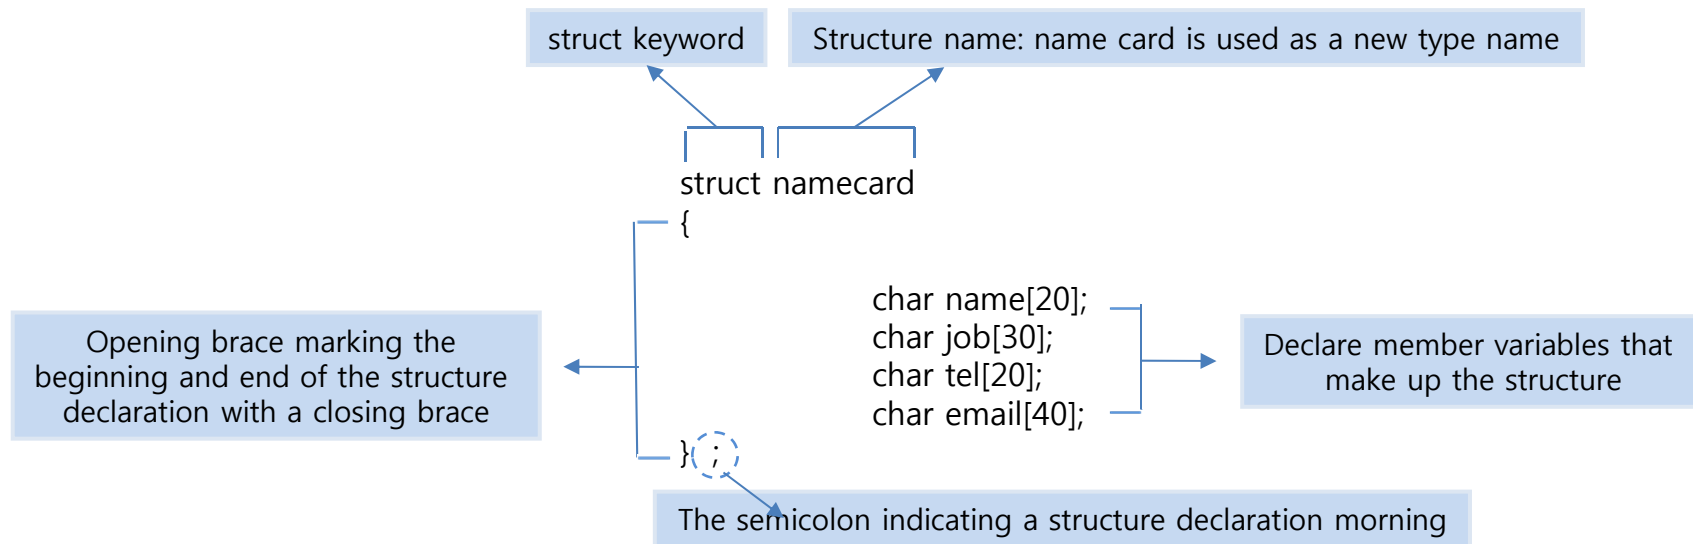 struct keyword
Structure name: name card is used as a new type name
struct namecard
{
char name[20];
char job[30];
char tel[20];
char email[40];
} ;
Opening brace marking the
beginning and end of the structure
declaration with a closing brace
Declare member variables that
make up the structure
The semicolon indicating a structure declaration morning